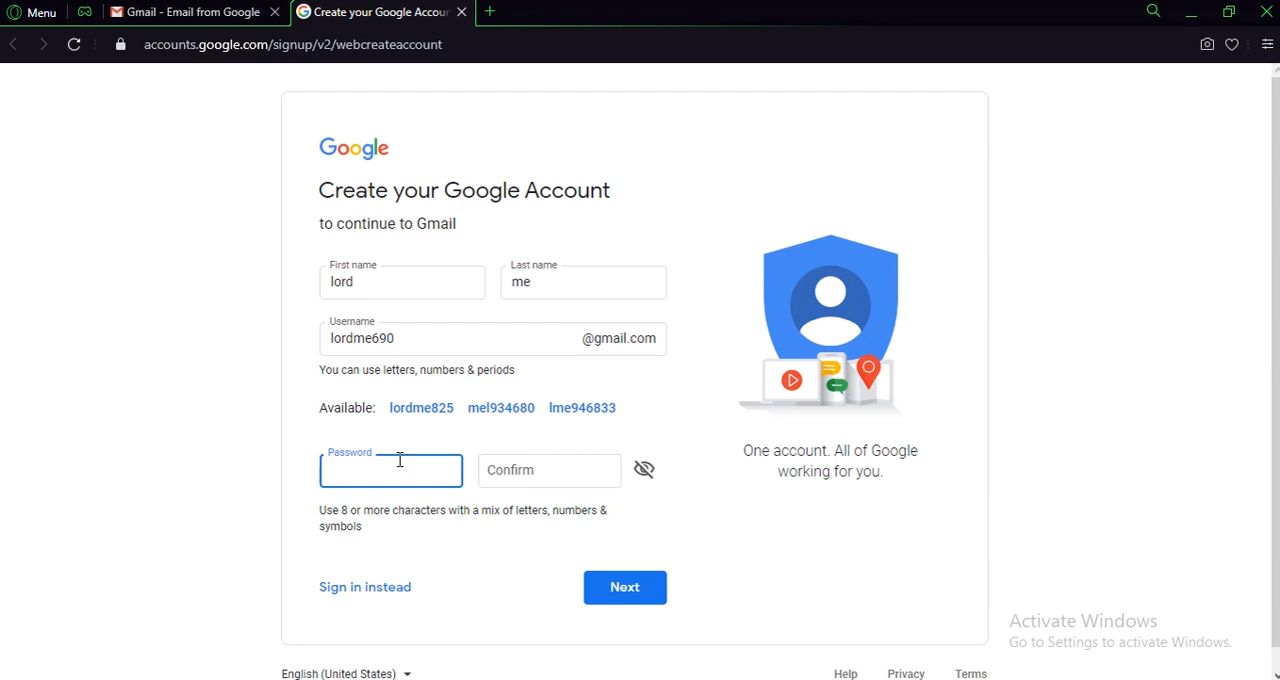 Menu
Gmail - Email from Google
Create your Google Accou
accounts.google.com/signup/v2/webcreateaccount
Google
Create your Google Account
to continue to Gmail
First name
lord
Last name
me
Username
lordme690
@gmail.com
You can use letters, numbers & periods
Available: lordme825 mel934680 lme946833
Password
Confirm
Use 8 or more characters with a mix of letters, numbers &
symbols
Sign in instead
Next
One account. All of Google
working for you.
Activate Windows
Go to Settings to activate Windows.
English (United States)
Help
Privacy
Terms